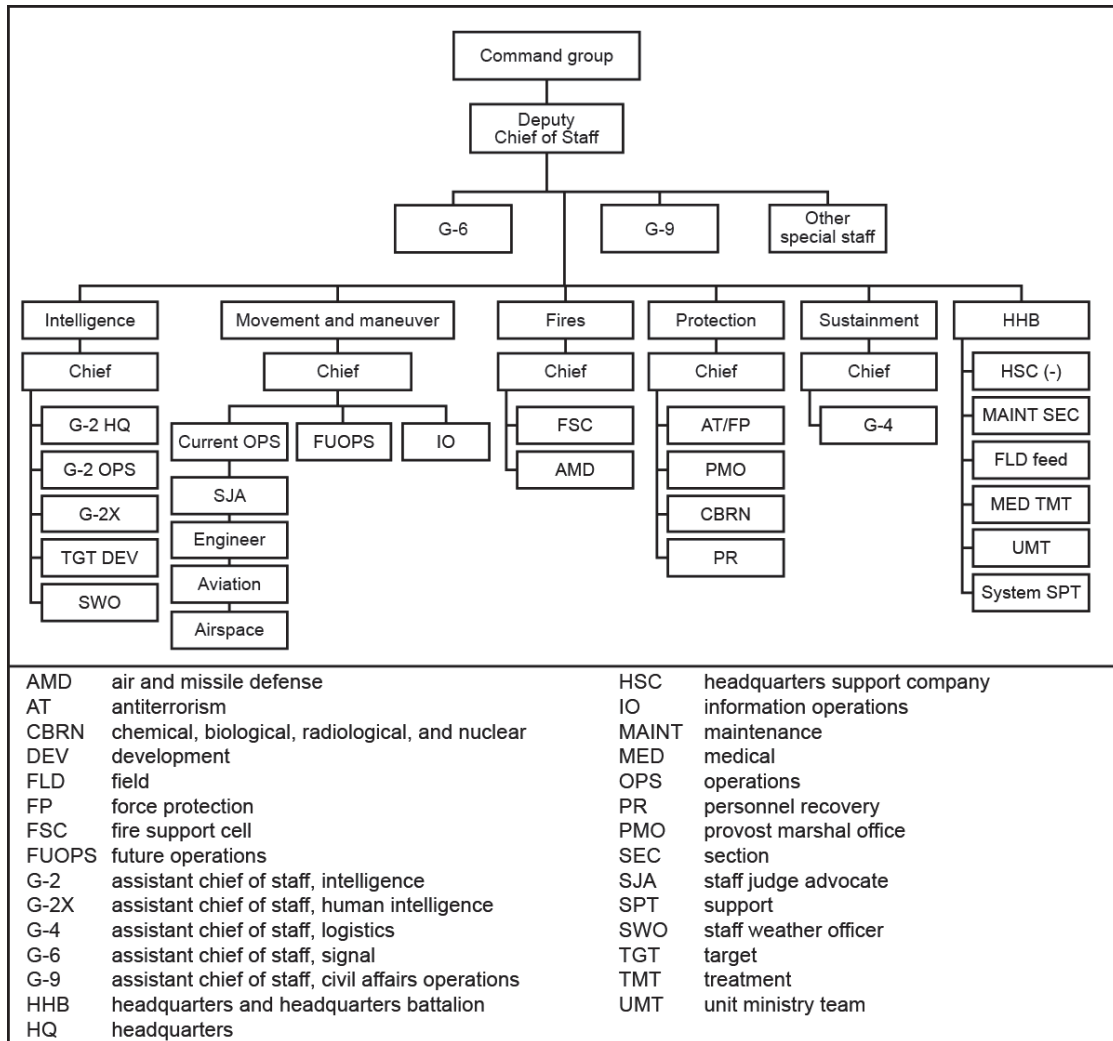 Command group
Deputy
Chief of Staff
G-6
G-9
Other
special staff
Intelligence
Movement and maneuver
Fires
Protection
Sustainment
HHB
Chief
Chief
Chief
Chief
Chief
HSC (-)
G-2 HQ
Current OPS
FUOPS
IO
FSC
AT/FP
G-4
MAINT SEC
G-2 OPS
SJA
AMD
PMO
FLD feed
G-2X
Engineer
CBRN
MED TMT
TGT DEV
Aviation
PR
UMT
SWO
Airspace
System SPT
AMD air and missile defense
AT antiterrorism
CBRN chemical, biological, radiological, and nuclear
DEV development
FLD field
FP force protection
FSC fire support cell
FUOPS future operations
G-2 assistant chief of staff, intelligence
G-2X assistant chief of staff, human intelligence
G-4 assistant chief of staff, logistics
G-6 assistant chief of staff, signal
G-9 assistant chief of staff, civil affairs operations
HHB headquarters and headquarters battalion
HQ headquarters
HSC headquarters support company
IO information operations
MAINT maintenance
MED medical
OPS operations
PR personnel recovery
PMO provost marshal office
SEC section
SJA staff judge advocate
SPT support
SWO staff weather officer
TGT target
TMT treatment
UMT unit ministry team